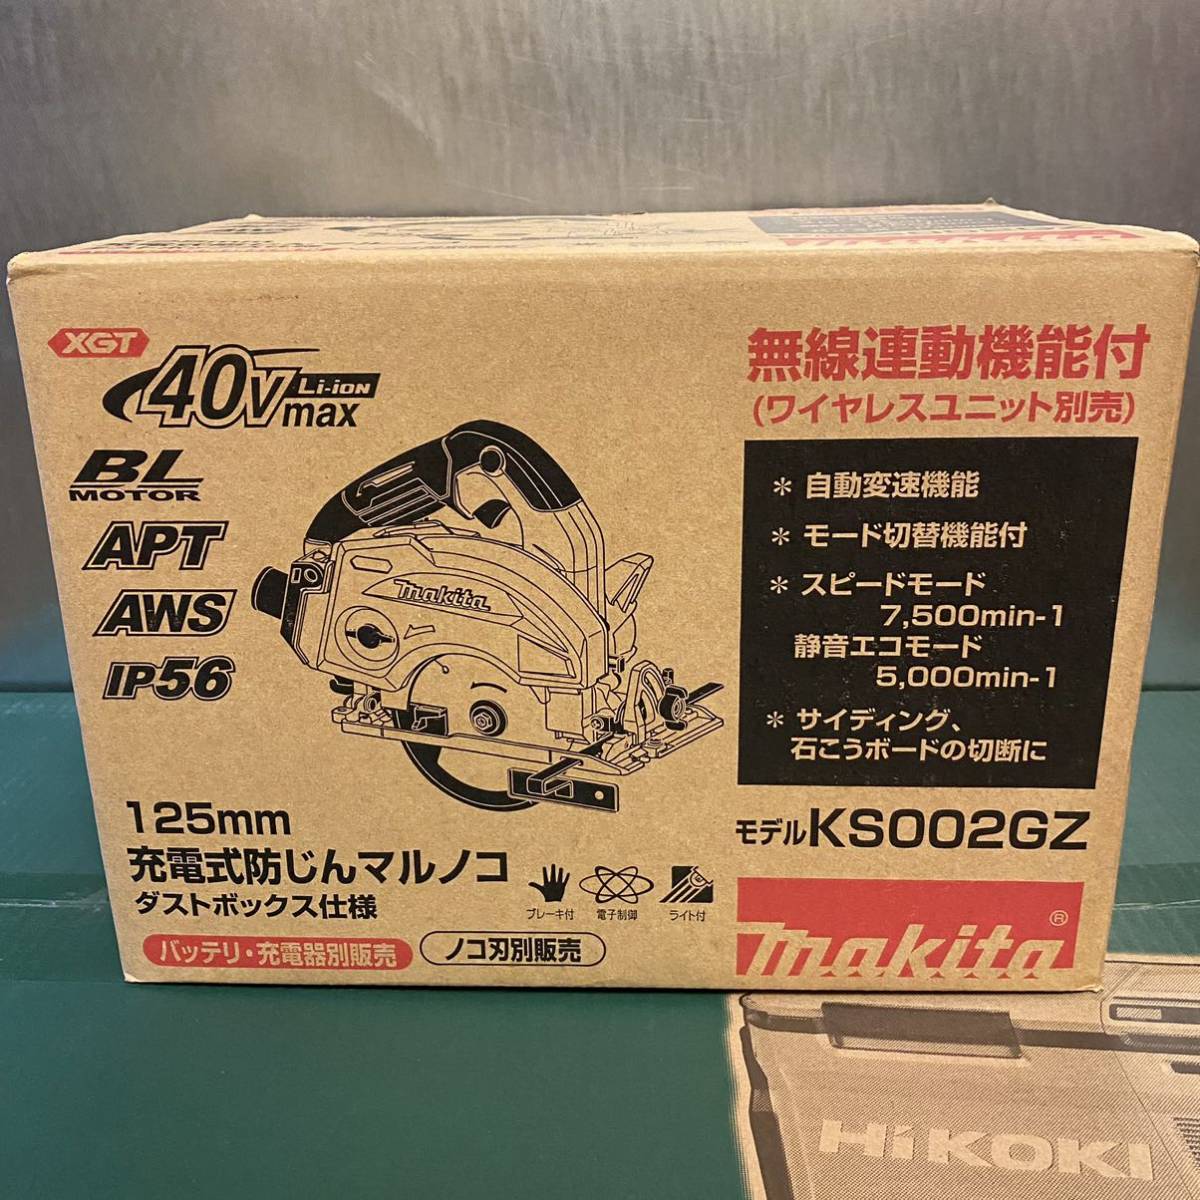 XGT
40Vmax Li-ion
BL
MOTOR
APT
AWS
IP56
無線連動機能付
(ワイヤレスユニット別売)
＊ 自動変速機能
＊ モード切替機能付
＊ スピードモード
7,500min-1
静音エコモード
5,000min-1
＊ サイディング、
石こうボードの切断に
makita
モデルKS002GZ
125mm
充電式防じんマルノコ
ダストボックス仕様
ブレーキ付
電子制御
ライト付
バッテリ・充電器別販売
ノコ刃別販売
makita®
HiKOKI